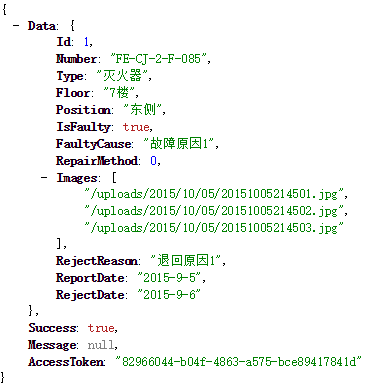 {
- Data: {
Id: 1,
Number: "FE-CJ-2-F-085",
Type: "灭火器",
Floor: "7楼",
Position: "东侧",
IsFaulty: true,
FaultyCause: "故障原因1",
RepairMethod: 0,
- Images: [
"/uploads/2015/10/05/20151005214501.jpg",
"/uploads/2015/10/05/20151005214502.jpg",
"/uploads/2015/10/05/20151005214503.jpg"
],
RejectReason: "退回原因1",
ReportDate: "2015-9-5",
RejectDate: "2015-9-6"
},
Success: true,
Message: null,
AccessToken: "82966044-b04f-4863-a575-bce89417841d"
}